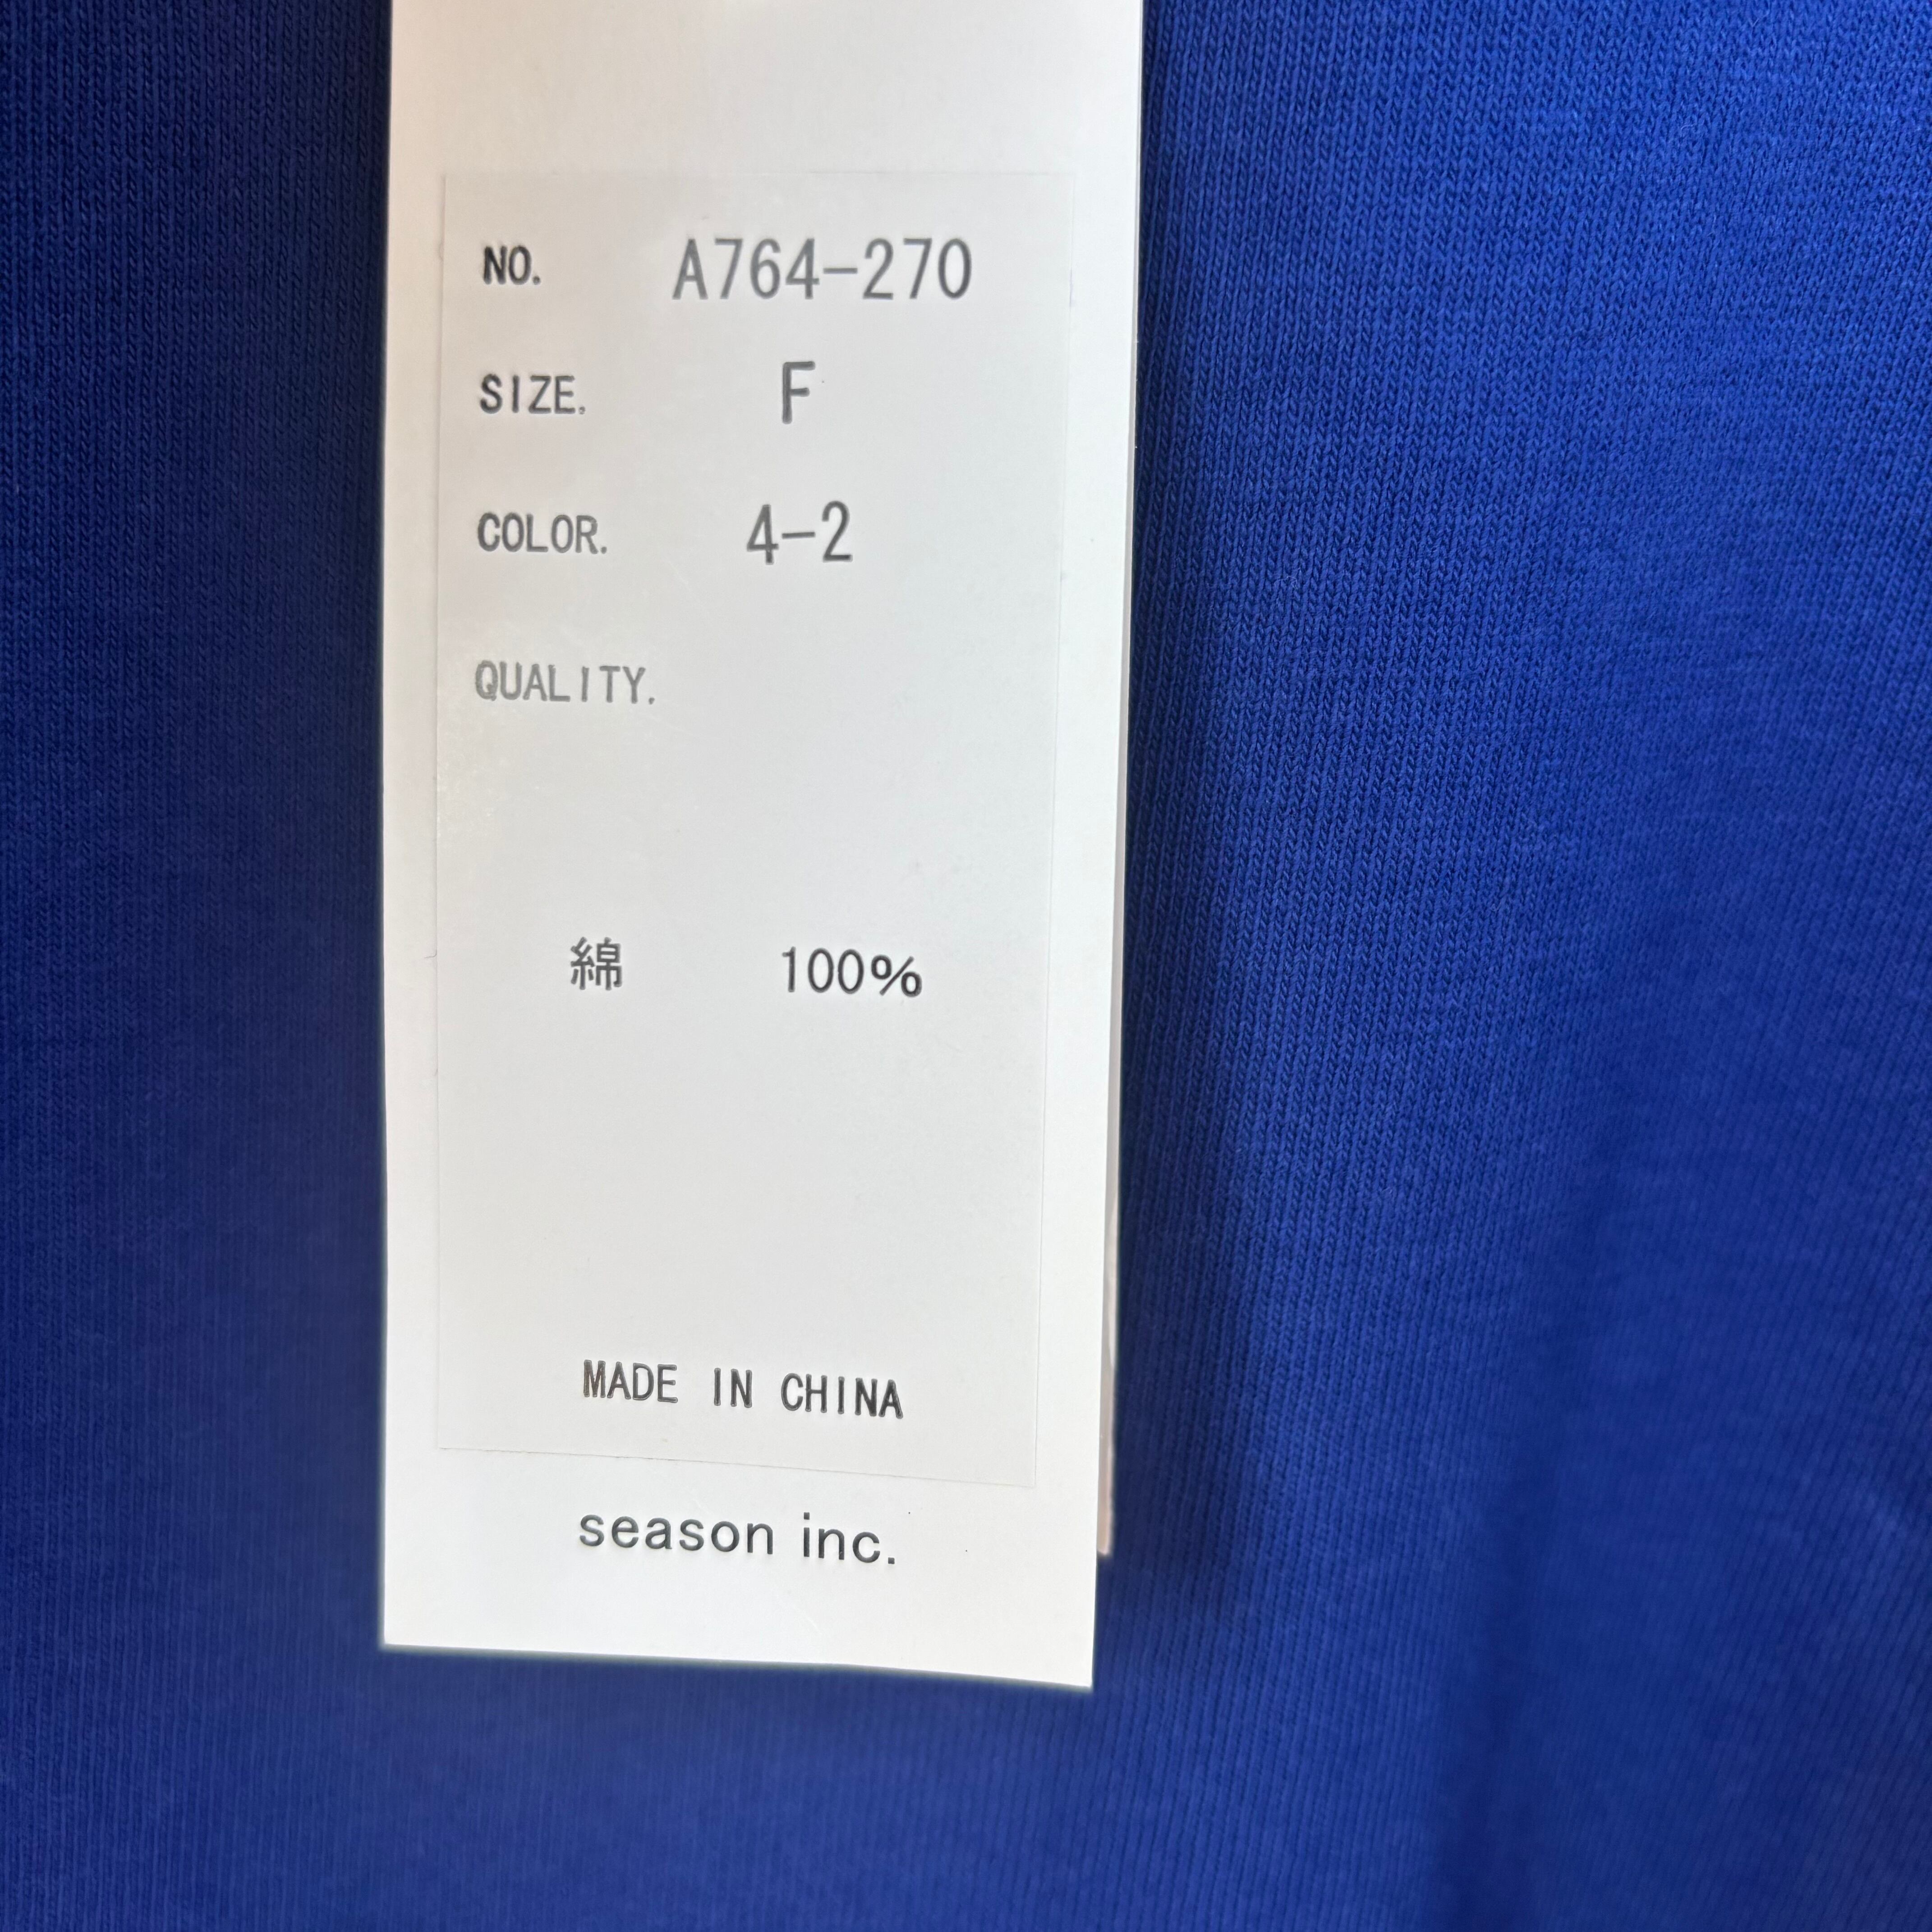 NO. A764-270
SIZE. F
COLOR. 4-2
QUALITY.
綿 100%
MADE IN CHINA
season inc.